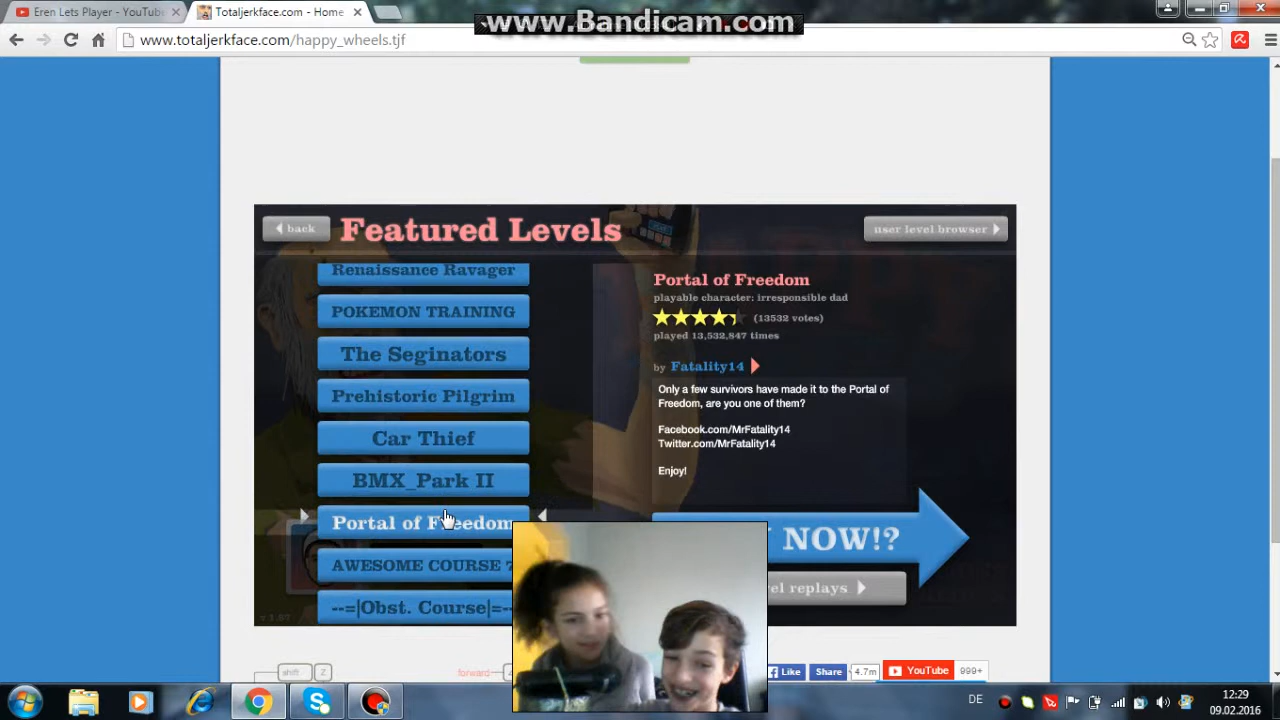 Eren Lets Player - YouTube
Totaljerkface.com - Home
www.Bandicam.com
www.totaljerkface.com/happy_wheels.tjf
back
Featured Levels
user level browser
Renaissance Ravager
POKEMON TRAINING
The Seginators
Prehistoric Pilgrim
Car Thief
BMX_Park II
Portal of Freedom
AWESOME COURSE
--=|Obst. Course|=--
Portal of Freedom
playable character: irresponsible dad
(13532 votes)
played 13,532,847 times
by Fatality14
Only a few survivors have made it to the Portal of
Freedom, are you one of them?
Facebook.com/MrFatality14
Twitter.com/MrFatality14
Enjoy!
NOW!?
replays
v 1.87
shift
Z
forward:
Like
Share
4.7m
YouTube
999+
DE
12:29
09.02.2016